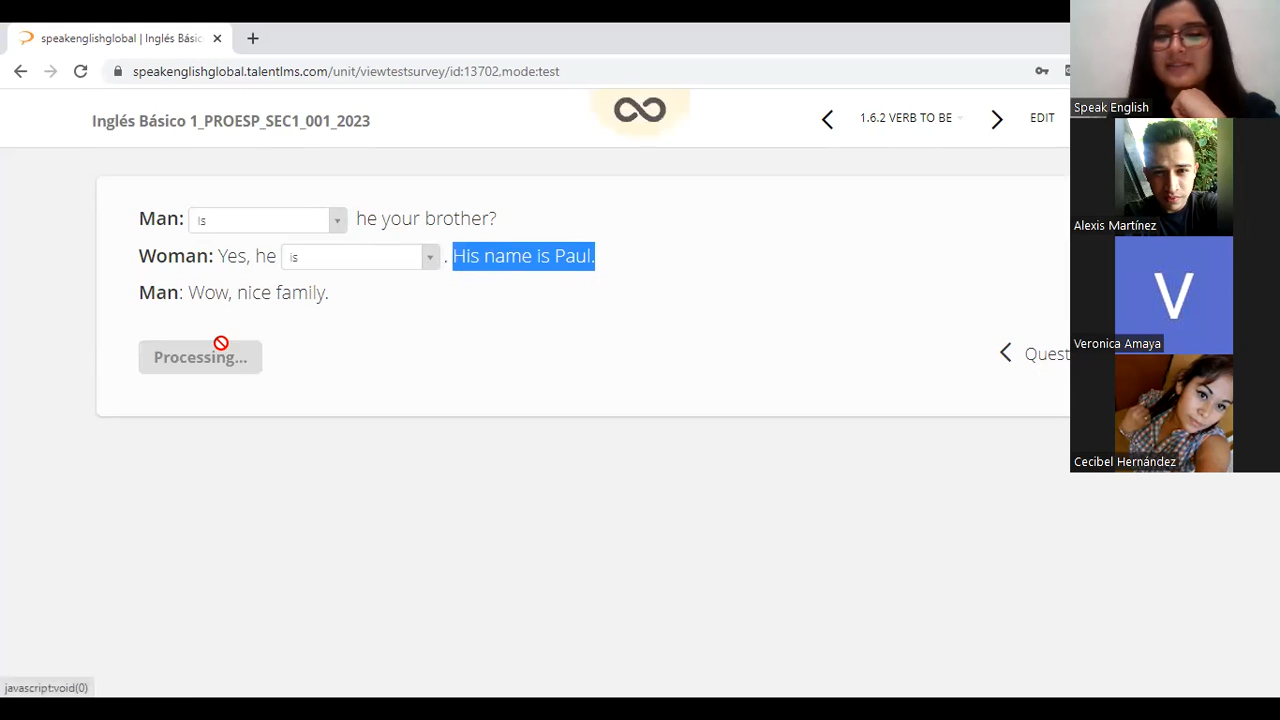 speakenglishglobal | Inglés Básic
speakenglishglobal.talentlms.com/unit/viewtestsurvey/id:13702,mode:test
Inglés Básico 1_PROESP_SEC1_001_2023
1.6.2 VERB TO BE
EDIT
Man: Is he your brother?
Woman: Yes, he is . His name is Paul.
Man: Wow, nice family.
Processing...
Quest
javascript:void(0)
Speak English
Alexis Martínez
V
Veronica Amaya
Cecibel Hernández